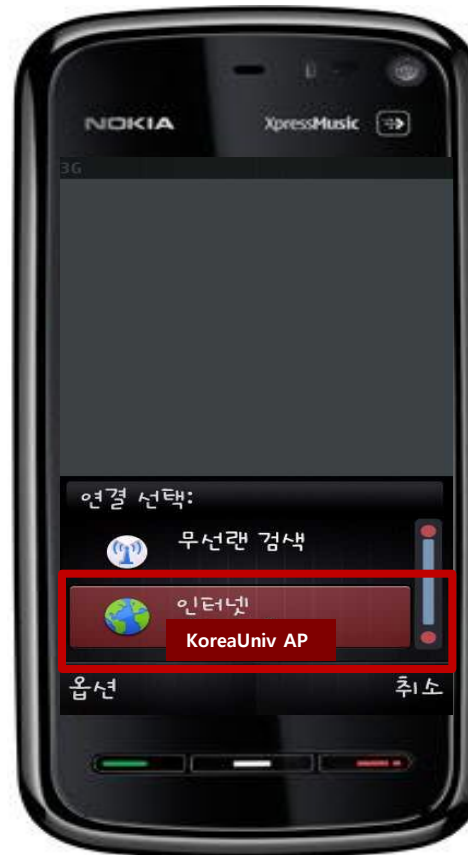 NOKIA XpressMusic
3G
연결 선택:
무선랜 검색
인터넷
KoreaUniv AP
옵션 취소